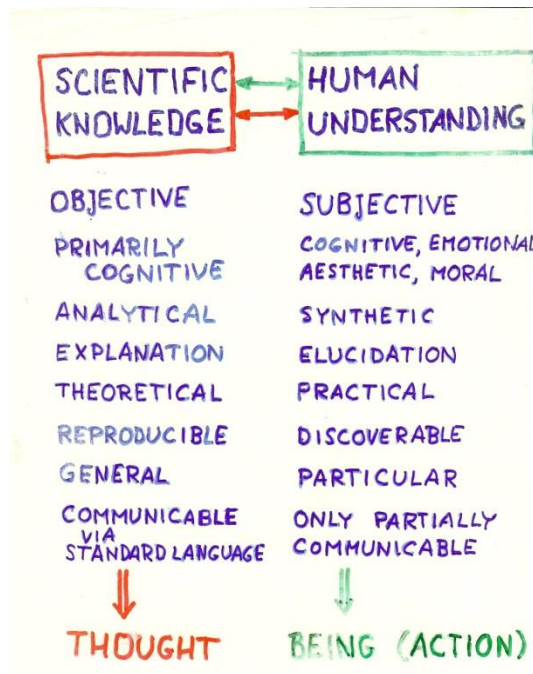 SCIENTIFIC
KNOWLEDGE
HUMAN
UNDERSTANDING
OBJECTIVE
PRIMARILY
COGNITIVE
ANALYTICAL
EXPLANATION
THEORETICAL
REPRODUCIBLE
GENERAL
COMMUNICABLE
VIA
STANDARD LANGUAGE
THOUGHT
SUBJECTIVE
COGNITIVE, EMOTIONAL
AESTHETIC, MORAL
SYNTHETIC
ELUCIDATION
PRACTICAL
DISCOVERABLE
PARTICULAR
ONLY PARTIALLY
COMMUNICABLE
BEING (ACTION)